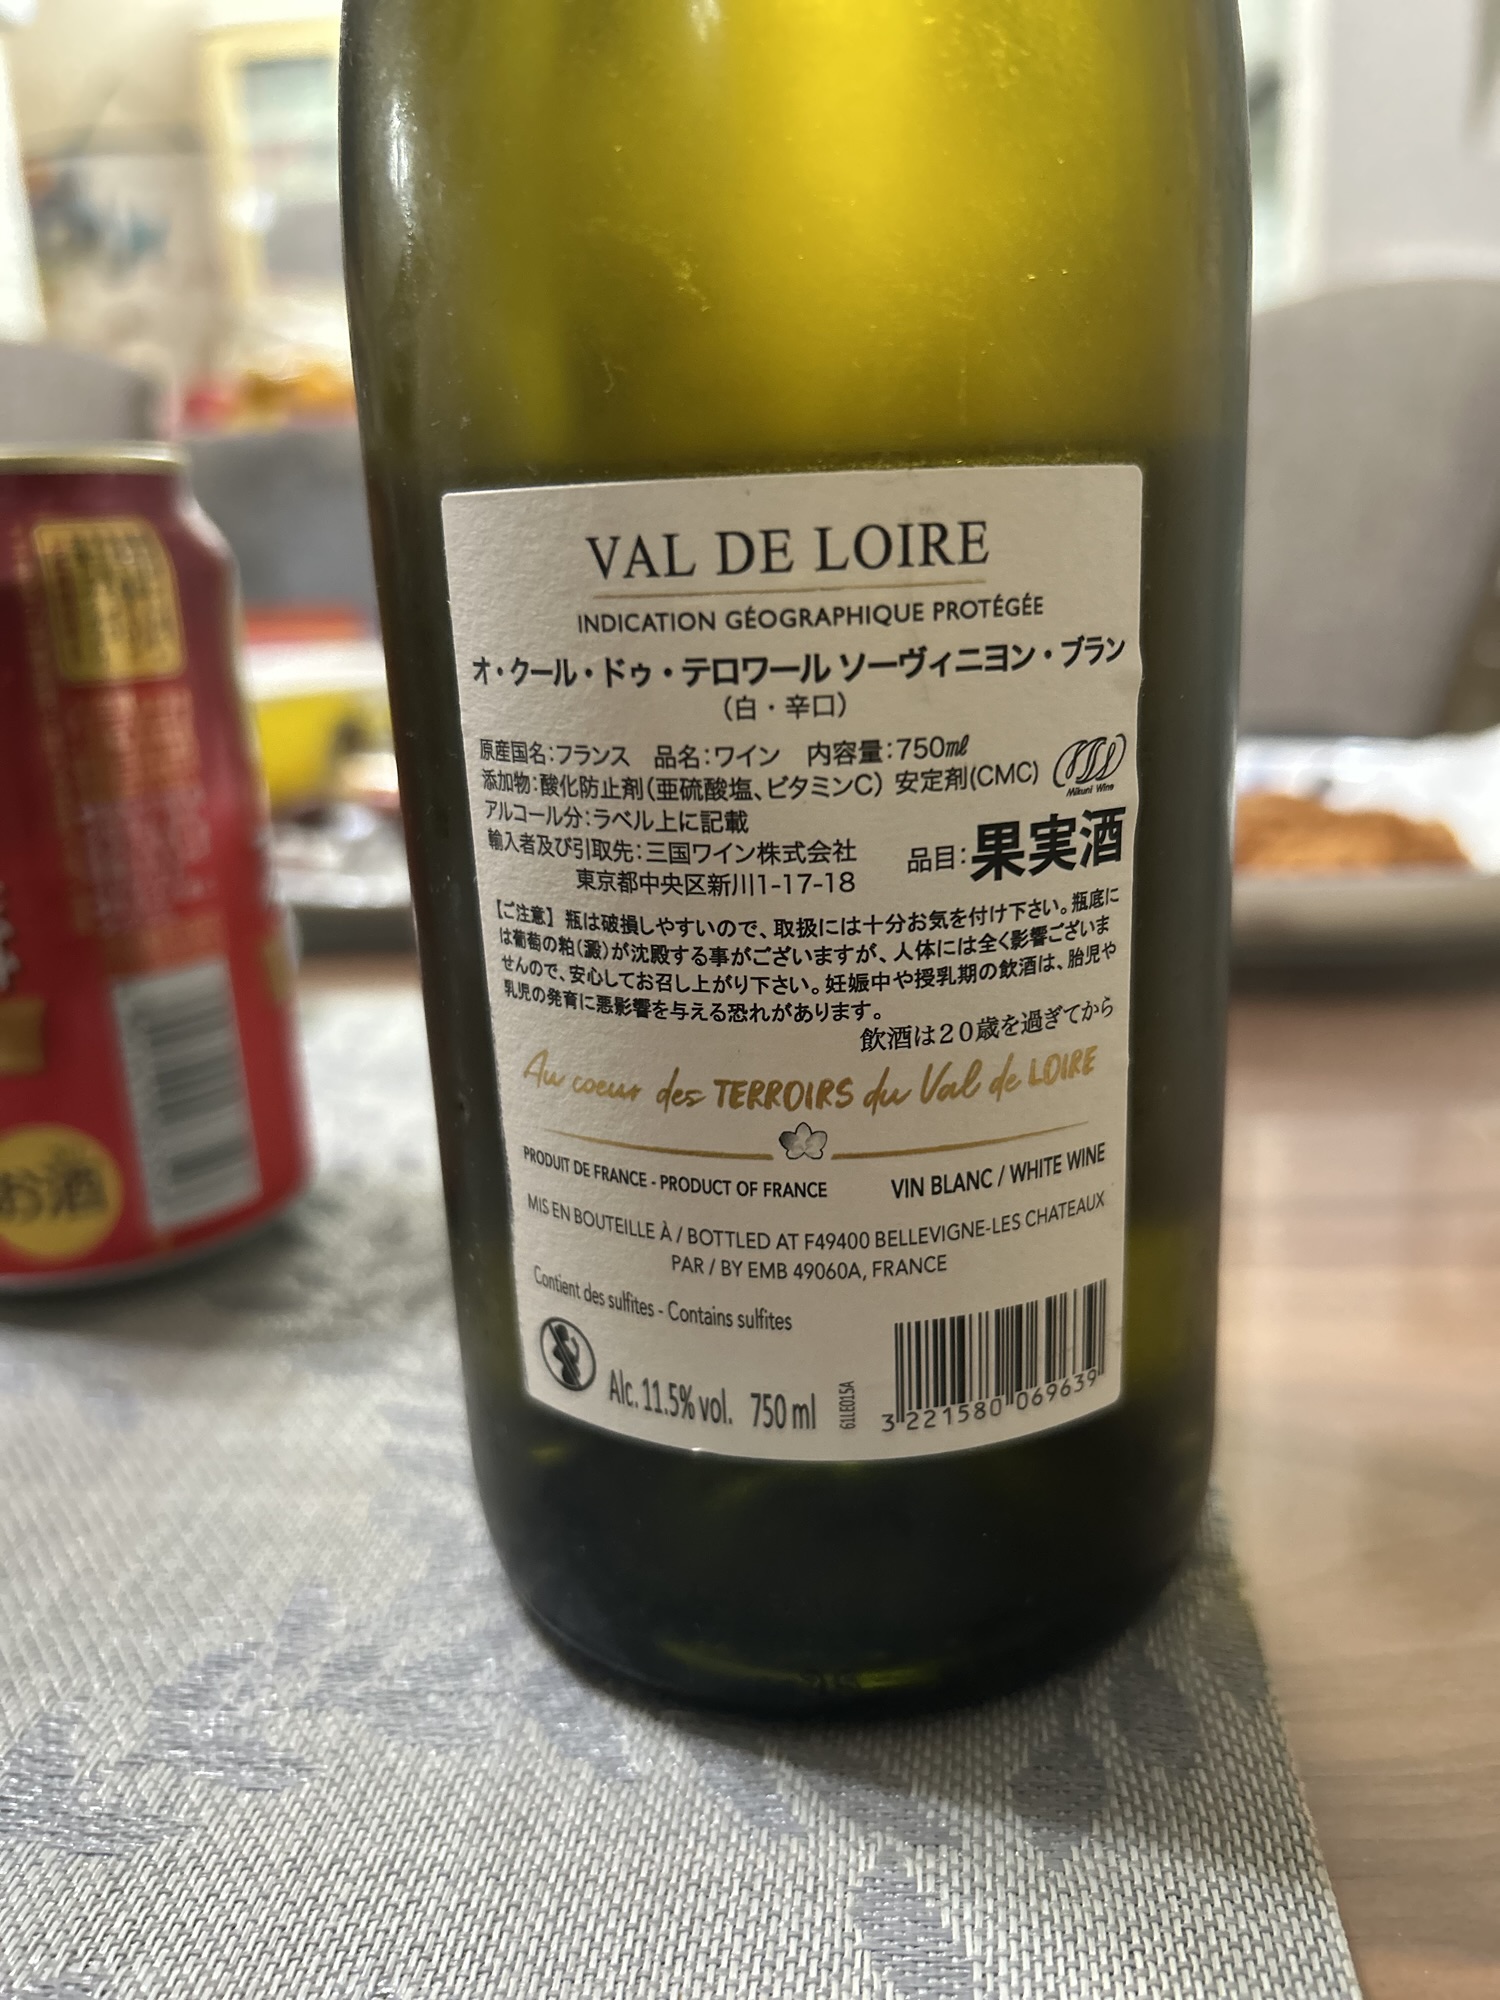 VAL DE LOIRE
INDICATION GÉOGRAPHIQUE PROTÉGÉE
オ・クール・ドゥ・テロワール ソーヴィニヨン・ブラン
（白・辛口）
原産国名：フランス 品名：ワイン 内容量：750㎖
添加物：酸化防止剤（亜硫酸塩、ビタミンC）安定剤(CMC)
Mikuni Wine
アルコール分：ラベル上に記載
輸入者及び引取先：三国ワイン株式会社
東京都中央区新川1-17-18
品目：果実酒
【ご注意】瓶は破損しやすいので、取扱には十分お気を付け下さい。瓶底に
は葡萄の粕（澱）が沈殿する事がございますが、人体には全く影響ございま
せんので、安心してお召し上がり下さい。妊娠中や授乳期の飲酒は、胎児や
乳児の発育に悪影響を与える恐れがあります。
飲酒は20歳を過ぎてから
Au coeur des TERROIRS du Val de LOIRE
PRODUIT DE FRANCE - PRODUCT OF FRANCE VIN BLANC / WHITE WINE
MIS EN BOUTEILLE À / BOTTLED AT F49400 BELLEVIGNE-LES CHATEAUX
PAR / BY EMB 49060A, FRANCE
Contient des sulfites - Contains sulfites
Alc. 11.5% vol. 750 ml
61LE015A
3 221580 069639
お酒